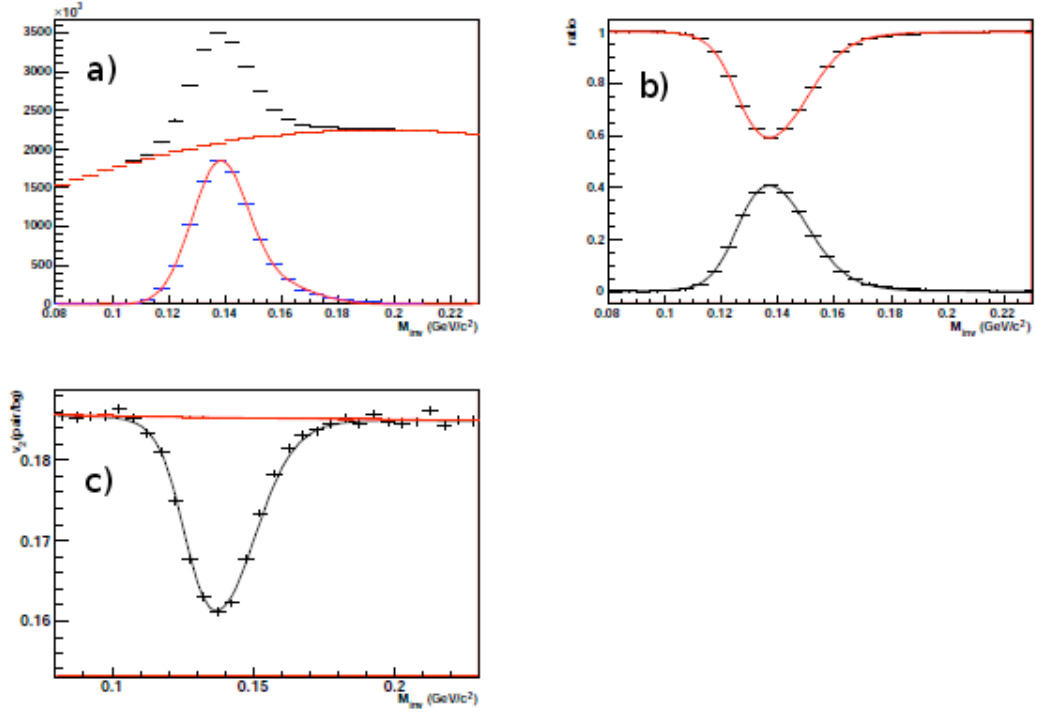 ×10³
3500
3000
2500
2000
1500
1000
500
0
a)
0.08 0.1 0.12 0.14 0.16 0.18 0.2 0.22
M_inv (GeV/c²)
ratio
1
0.8
0.6
0.4
0.2
0
b)
0.08 0.1 0.12 0.14 0.16 0.18 0.2 0.22
M_inv (GeV/c²)
v₂(pair/bg)
0.18
0.17
0.16
c)
0.1 0.15 0.2
M_inv (GeV/c²)